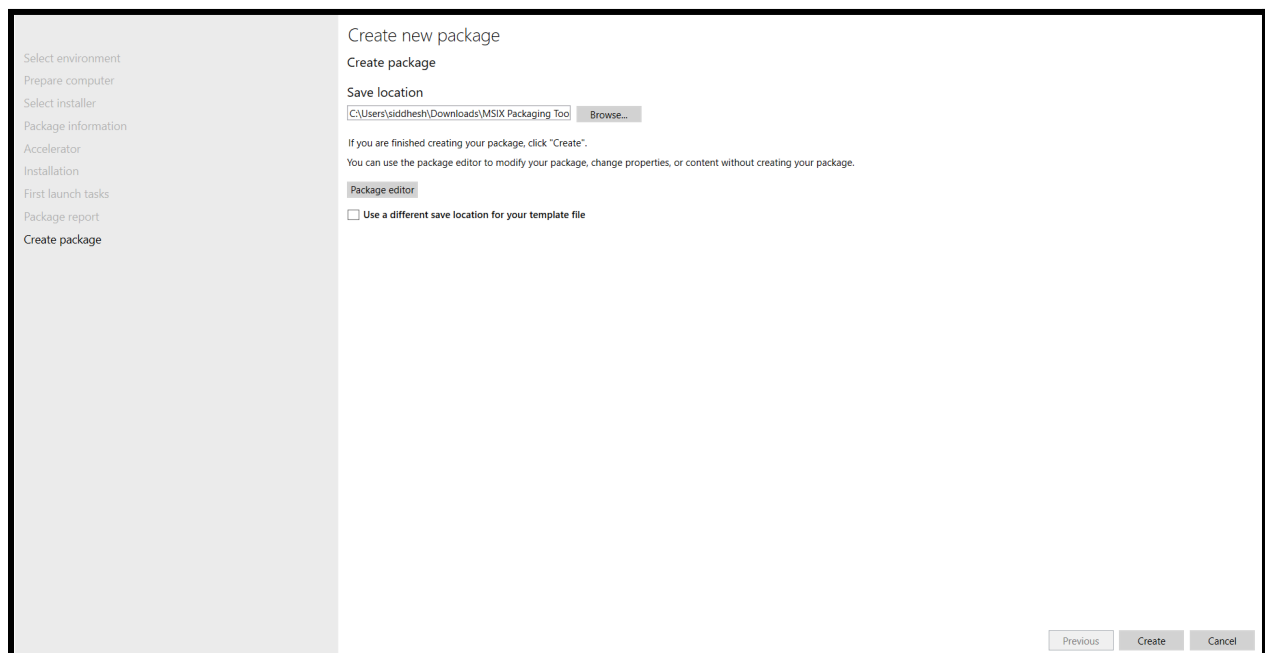 Select environment
Prepare computer
Select installer
Package information
Accelerator
Installation
First launch tasks
Package report
Create package
Create new package
Create package
Save location
C:\Users\siddhesh\Downloads\MSIX Packaging Too
Browse...
If you are finished creating your package, click "Create".
You can use the package editor to modify your package, change properties, or content without creating your package.
Package editor
Use a different save location for your template file
Previous
Create
Cancel